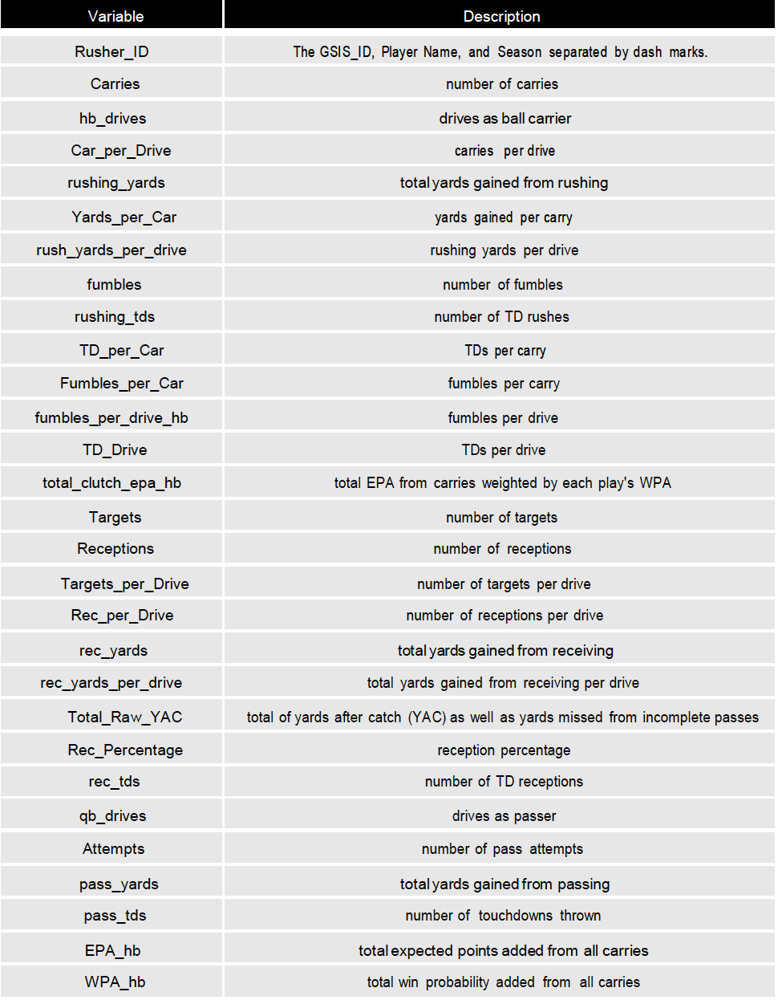 Variable Description
Rusher_ID The GSIS_ID, Player Name, and Season separated by dash marks.
Carries number of carries
hb_drives drives as ball carrier
Car_per_Drive carries per drive
rushing_yards total yards gained from rushing
Yards_per_Car yards gained per carry
rush_yards_per_drive rushing yards per drive
fumbles number of fumbles
rushing_tds number of TD rushes
TD_per_Car TDs per carry
Fumbles_per_Car fumbles per carry
fumbles_per_drive_hb fumbles per drive
TD_Drive TDs per drive
total_clutch_epa_hb total EPA from carries weighted by each play's WPA
Targets number of targets
Receptions number of receptions
Targets_per_Drive number of targets per drive
Rec_per_Drive number of receptions per drive
rec_yards total yards gained from receiving
rec_yards_per_drive total yards gained from receiving per drive
Total_Raw_YAC total of yards after catch (YAC) as well as yards missed from incomplete passes
Rec_Percentage reception percentage
rec_tds number of TD receptions
qb_drives drives as passer
Attempts number of pass attempts
pass_yards total yards gained from passing
pass_tds number of touchdowns thrown
EPA_hb total expected points added from all carries
WPA_hb total win probability added from all carries